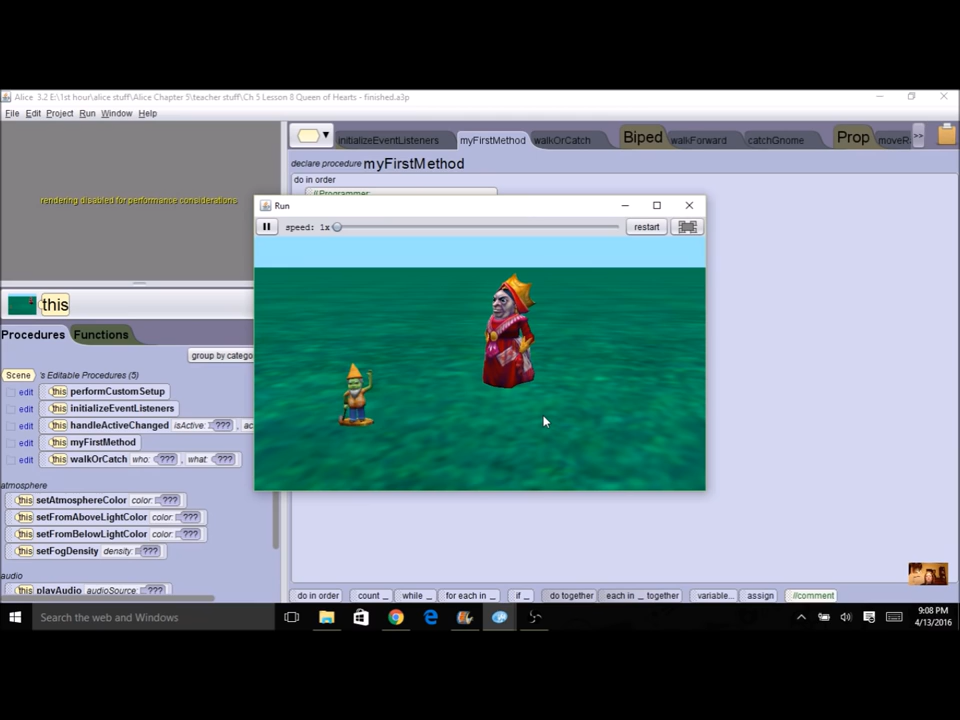 Alice 3.2 E:\1st hour\alice stuff\Alice Chapter 5\teacher stuff\Ch 5 Lesson 8 Queen of Hearts - finished.a3p
File Edit Project Run Window Help
initializeEventListeners myFirstMethod walkOrCatch Biped walkForward catchGnome Prop moveR >>
declare procedure myFirstMethod
do in order
//Programmer:
rendering disabled for performance considerations
Run
speed: 1x
restart
this
Procedures Functions
group by catego
Scene 's Editable Procedures (5)
edit this performCustomSetup
edit this initializeEventListeners
edit this handleActiveChanged isActive: ??? , ac
edit this myFirstMethod
edit this walkOrCatch who: ??? , what: ???
atmosphere
this setAtmosphereColor color: ???
this setFromAboveLightColor color: ???
this setFromBelowLightColor color: ???
this setFogDensity density: ???
audio
this playAudio audioSource: ???
do in order count _ while _ for each in _ if _ do together each in _ together variable... assign //comment
Search the web and Windows
9:08 PM
4/13/2016